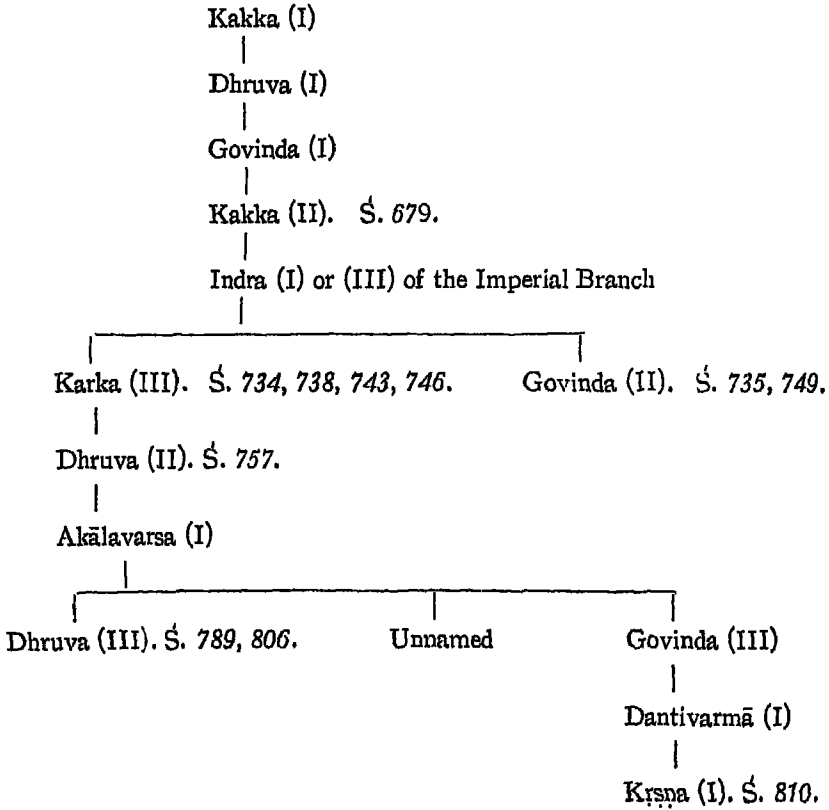 Kakka (I)
Dhruva (I)
Govinda (I)
Kakka (II). Ś. 679.
Indra (I) or (III) of the Imperial Branch
Karka (III). Ś. 734, 738, 743, 746. Govinda (II). Ś. 735, 749.
Dhruva (II). Ś. 757.
Akālavarsa (I)
Dhruva (III). Ś. 789, 806. Unnamed Govinda (III)
Dantivarmā (I)
Kṛṣṇa (I). Ś. 810.